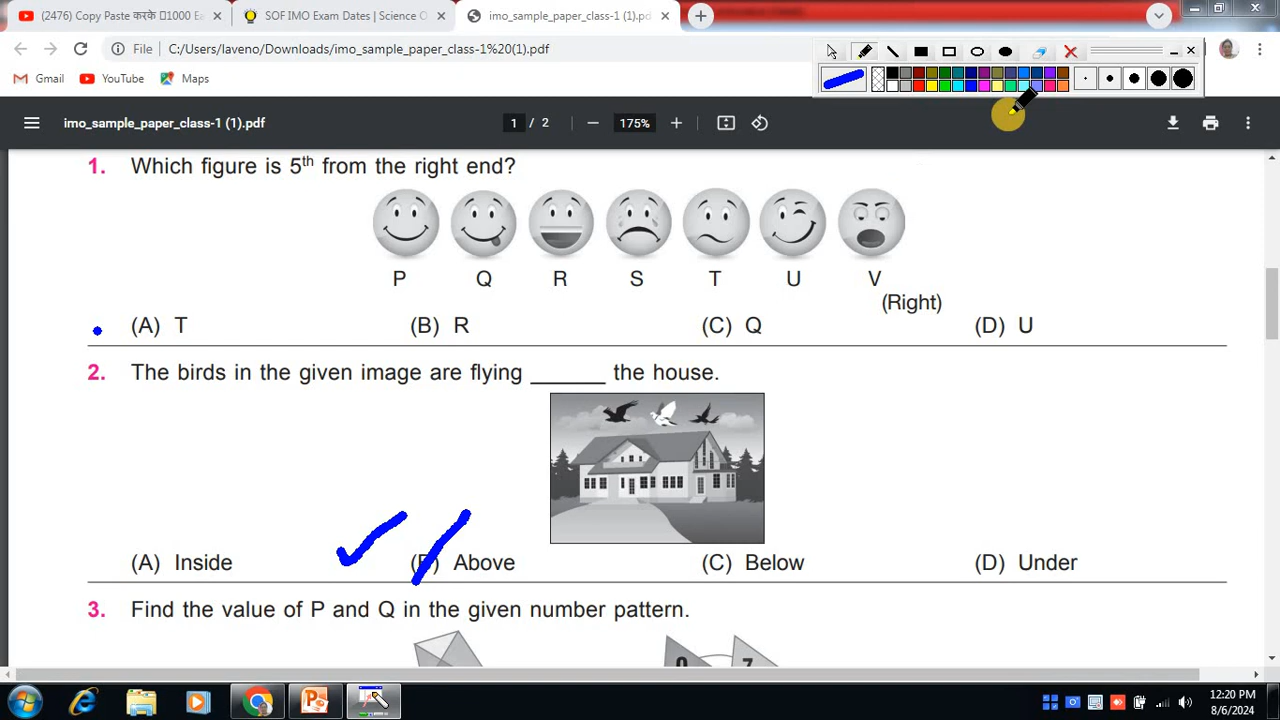 (2476) Copy Paste करके 1000 Ea
SOF IMO Exam Dates | Science O
imo_sample_paper_class-1 (1).pd
File
C:/Users/laveno/Downloads/imo_sample_paper_class-1%20(1).pdf
Gmail
YouTube
Maps
imo_sample_paper_class-1 (1).pdf
1 / 2
175%
1. Which figure is 5th from the right end?
P Q R S T U V
(Right)
(A) T (B) R (C) Q (D) U
2. The birds in the given image are flying ______ the house.
(A) Inside (B) Above (C) Below (D) Under
3. Find the value of P and Q in the given number pattern.
12:20 PM
8/6/2024